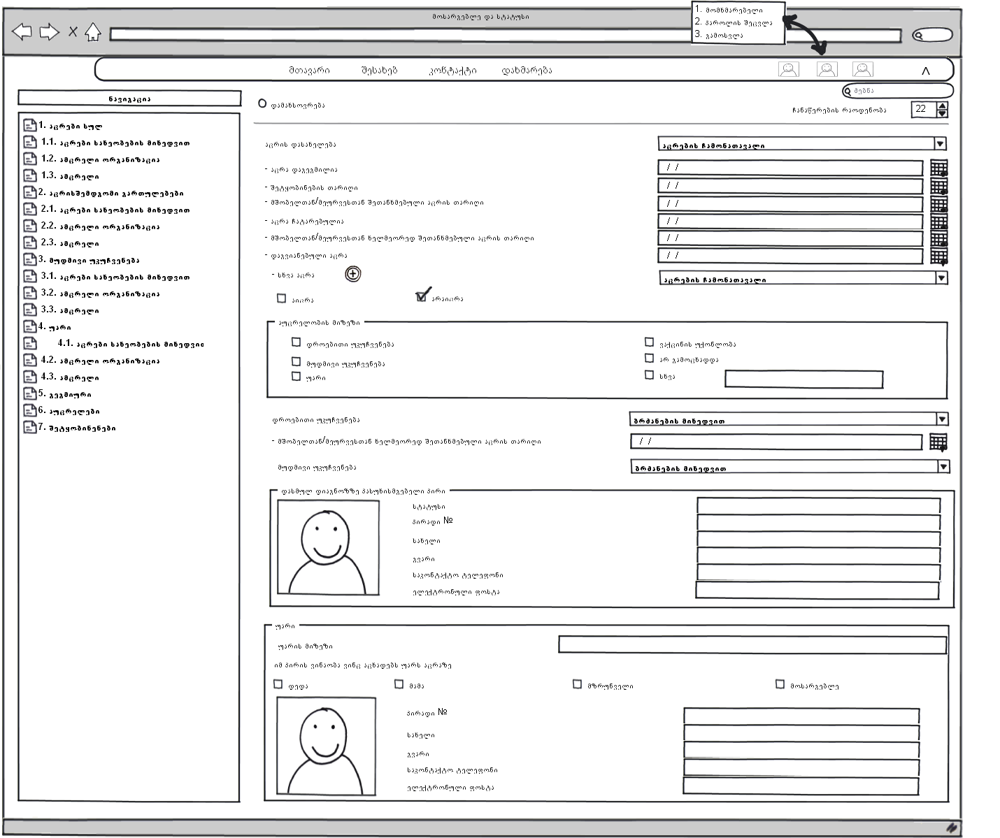 მოსარგებლე და სტატუსი
1. მომხმარებელი
2. პაროლის შეცვლა
3. გამოსვლა
მთავარი შესახებ კონტაქტი დახმარება
მებნა
ნავიგაცია
დამახსოვრება
ჩანაწერების რაოდენობა 22
1. აცრები სულ
1.1. აცრები სახეობების მიხედვით
1.2. ამცრელი ორგანიზაცია
1.3. ამცრელი
2. აცრისშემდგომი გართულებები
2.1. აცრები სახეობების მიხედვით
2.2. ამცრელი ორგანიზაცია
2.3. ამცრელი
3. მუდმივი უკუჩვენება
3.1. აცრები სახეობების მიხედვით
3.2. ამცრელი ორგანიზაცია
3.3. ამცრელი
4. უარი
4.1. აცრები სახეობების მიხედვით
4.2. ამცრელი ორგანიზაცია
4.3. ამცრელი
5. გეგმიური
6. აუცრელები
7. შეტყობინენები
აცრის დასახელება აცრების ჩამონათავალი
- აცრა დაგეგმილია / /
- შეტყობინების თარიღი / /
- მშობელთან/მეურვესთან შეთანხმებული აცრის თარიღი / /
- აცრა ჩატარებულია / /
- მშობელთან/მეურვესთან ხელმეორედ შეთანხმებული აცრის თარიღი / /
- დაგვიანებული აცრა / /
- სხვა აცრა აცრების ჩამონათავალი
აიცრა არაიცრა
აუცრელობის მიზეზი
დროებითი უკუჩვენება ვაქცინის უქონლობა
მუდმივი უკუჩვენება არ გამოცხადდა
უარი სხვა
დროებითი უკუჩვენება ბრძანების მიხედვით
- მშობელთან/მეურვესთან ხელმეორედ შეთანხმებული აცრის თარიღი / /
მუდმივი უკუჩვენება ბრძანების მიხედვით
დასმულ დიაგნოზზე პასუხისმგებელი პირი
სტატუსი
პირადი №
სახელი
გვარი
საკონტაქტო ტელეფონი
ელექტრონული ფოსტა
უარი
უარის მიზეზი
იმ პირის ვინაობა ვინც აცხადებს უარს აცრაზე
დედა მამა მზრუნველი მოსარგებლე
პირადი №
სახელი
გვარი
საკონტაქტო ტელეფონი
ელექტრონული ფოსტა